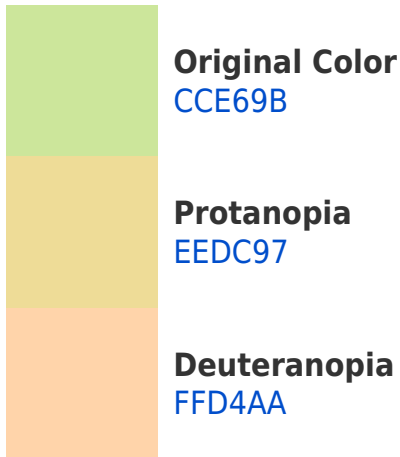 Original Color
CCE69B
Protanopia
EEDC97
Deuteranopia
FFD4AA